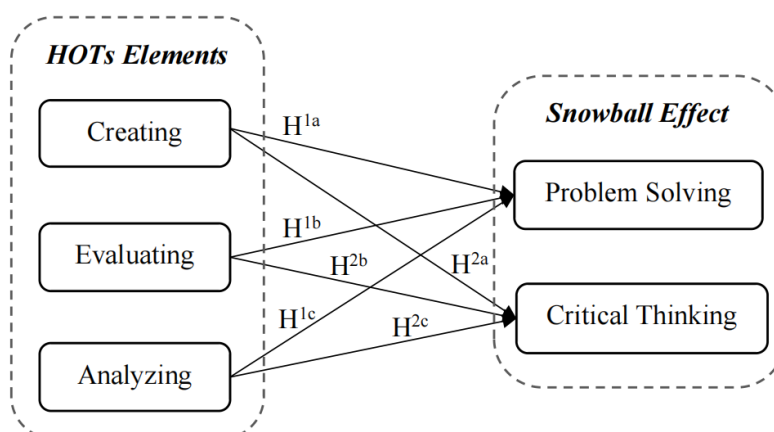 HOTs Elements
Creating
Evaluating
Analyzing
H1a
H1b
H2b
H2a
H1c
H2c
Snowball Effect
Problem Solving
Critical Thinking